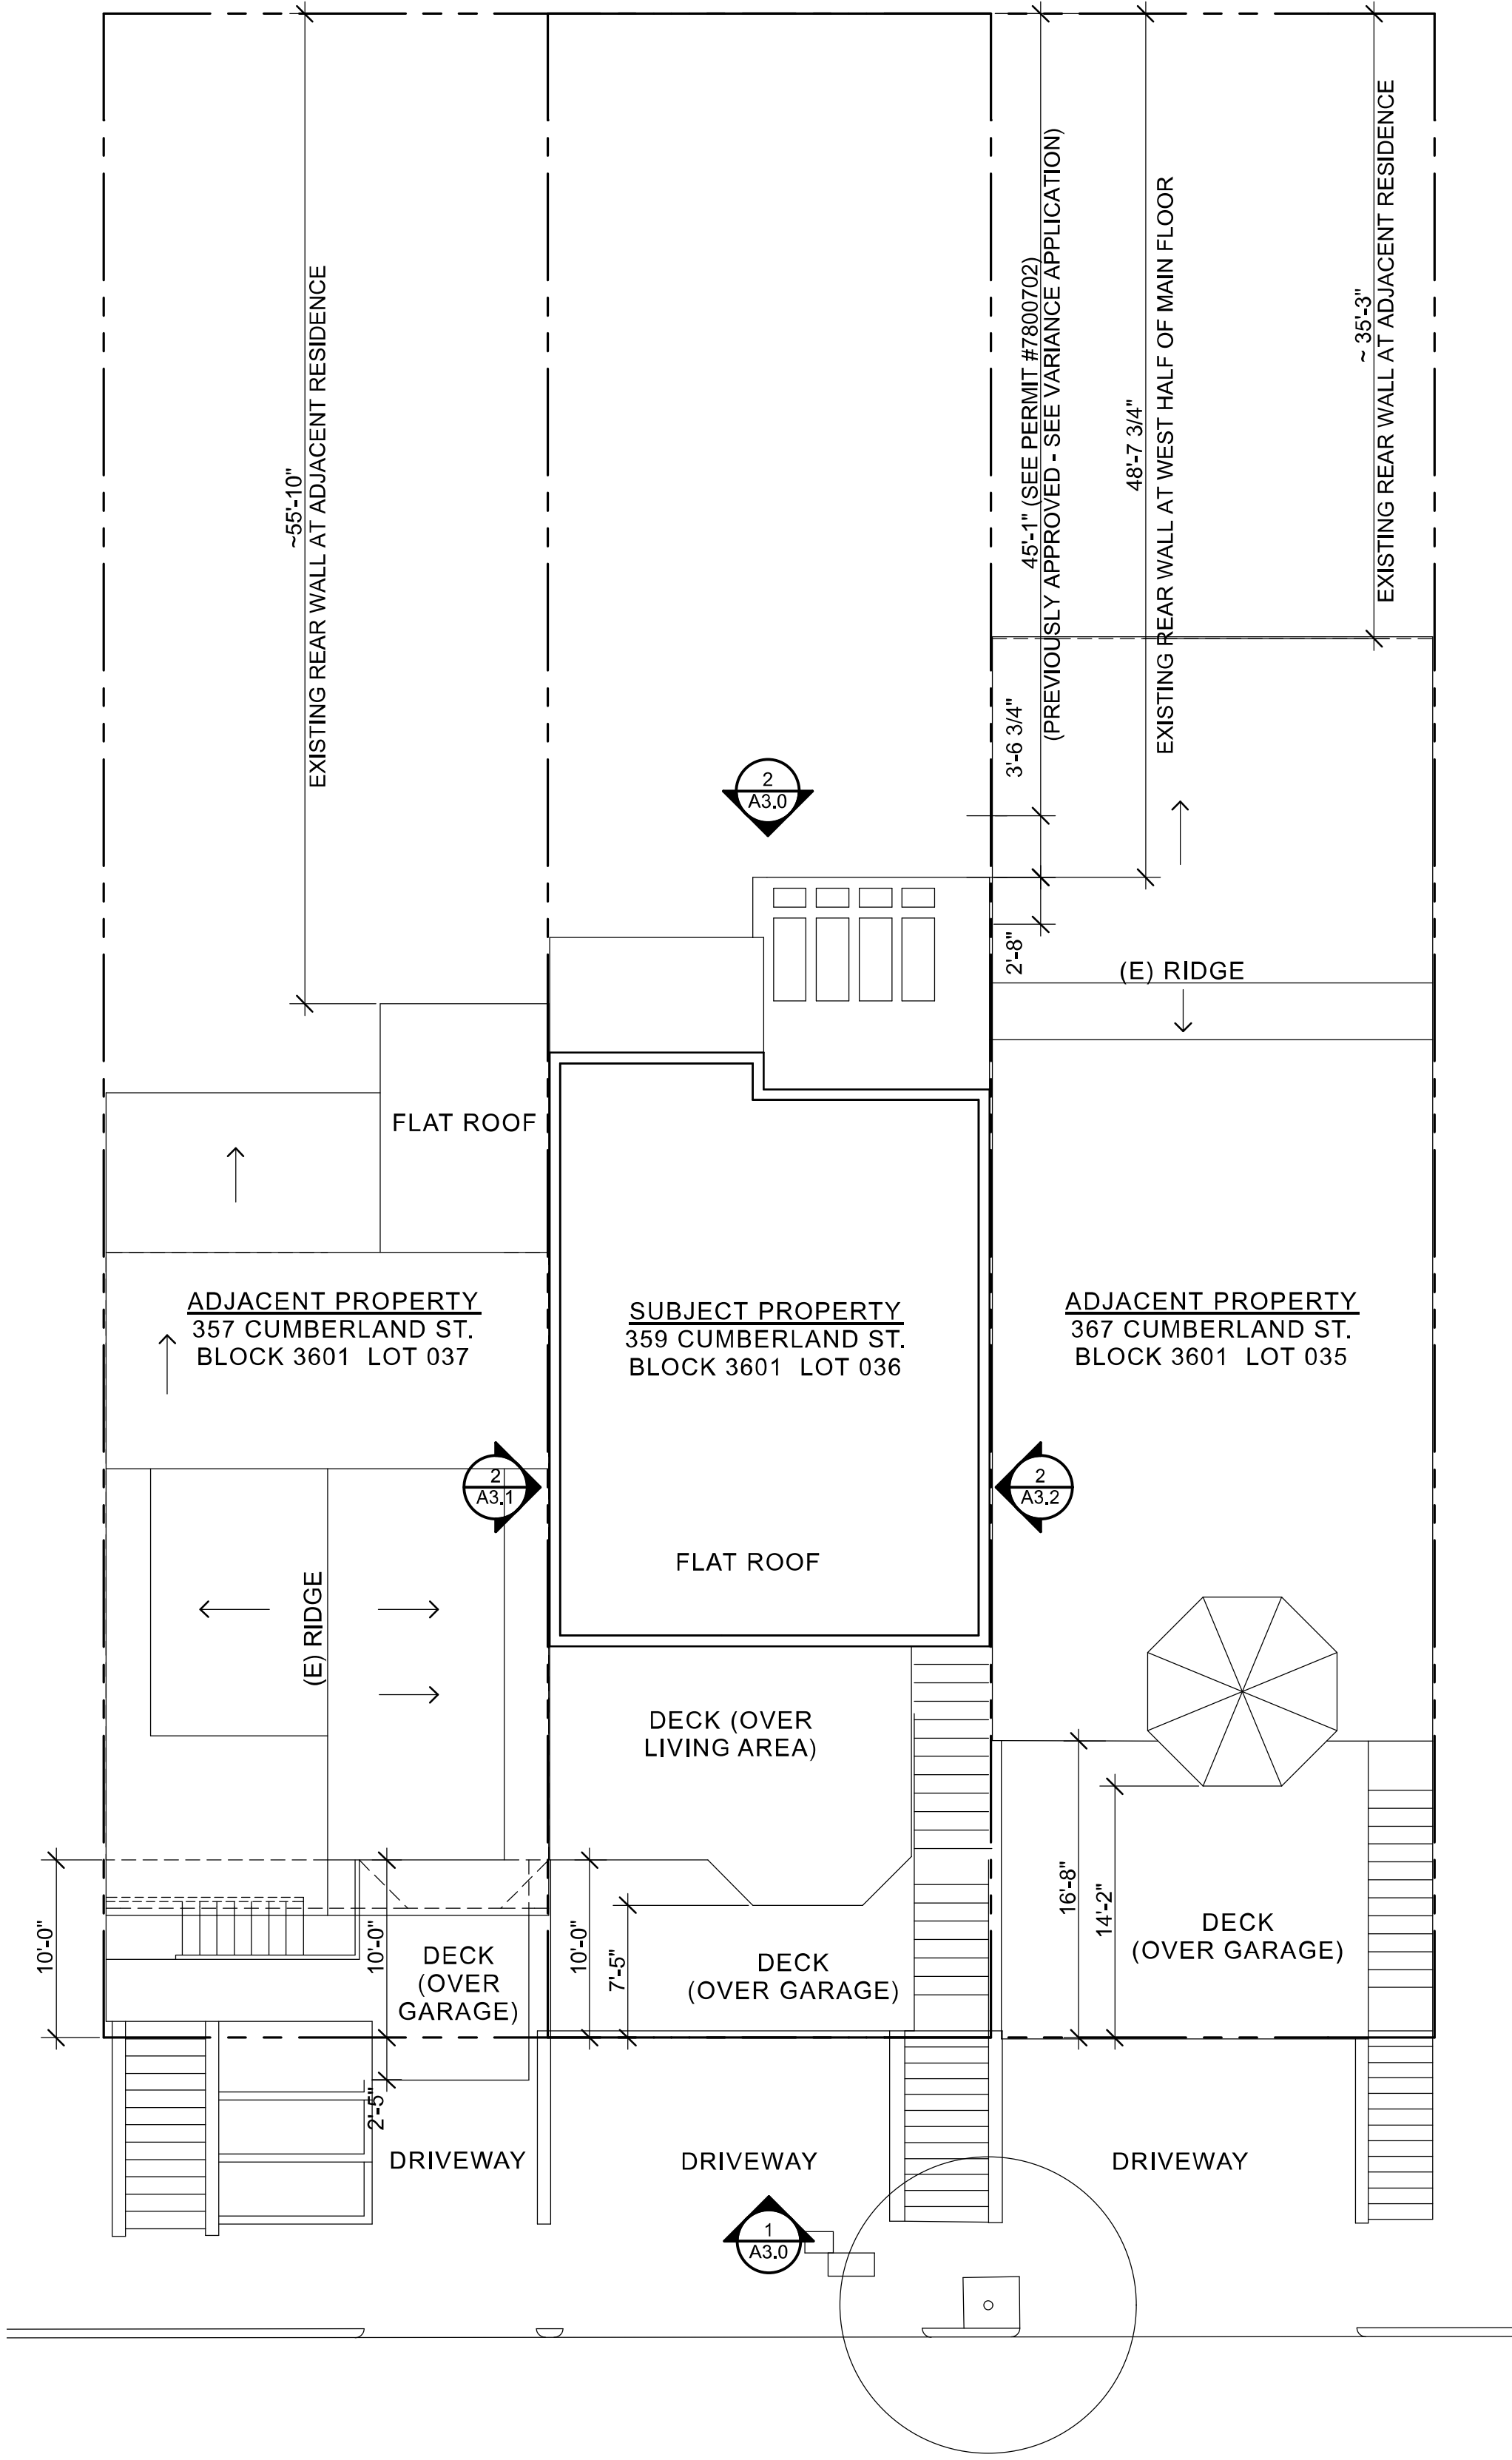 ~55'-10"
EXISTING REAR WALL AT ADJACENT RESIDENCE
45'-1" (SEE PERMIT #7800702)
(PREVIOUSLY APPROVED - SEE VARIANCE APPLICATION)
48'-7 3/4"
EXISTING REAR WALL AT WEST HALF OF MAIN FLOOR
~ 35'-3"
EXISTING REAR WALL AT ADJACENT RESIDENCE
3'-6 3/4"
2
A3.0
2'-8"
(E) RIDGE
FLAT ROOF
ADJACENT PROPERTY
357 CUMBERLAND ST.
BLOCK 3601 LOT 037
SUBJECT PROPERTY
359 CUMBERLAND ST.
BLOCK 3601 LOT 036
ADJACENT PROPERTY
367 CUMBERLAND ST.
BLOCK 3601 LOT 035
2
A3.1
2
A3.2
FLAT ROOF
(E) RIDGE
DECK (OVER
LIVING AREA)
10'-0"
10'-0"
DECK
(OVER
GARAGE)
10'-0"
7'-5"
DECK
(OVER GARAGE)
16'-8"
14'-2"
DECK
(OVER GARAGE)
2'-5"
DRIVEWAY
DRIVEWAY
DRIVEWAY
1
A3.0